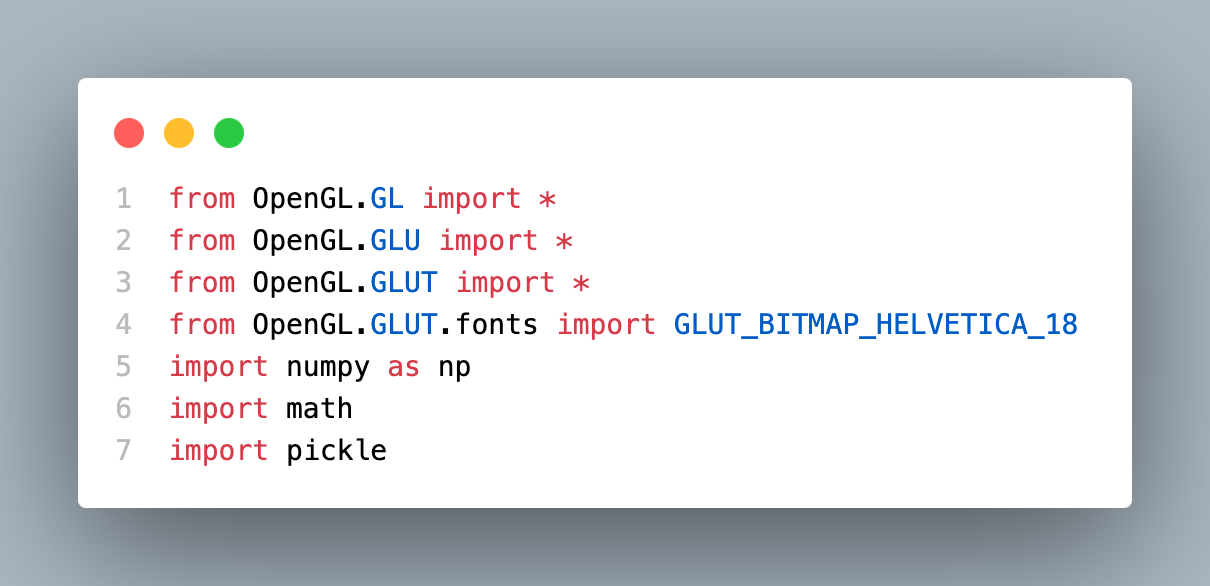 1 from OpenGL.GL import *
2 from OpenGL.GLU import *
3 from OpenGL.GLUT import *
4 from OpenGL.GLUT.fonts import GLUT_BITMAP_HELVETICA_18
5 import numpy as np
6 import math
7 import pickle